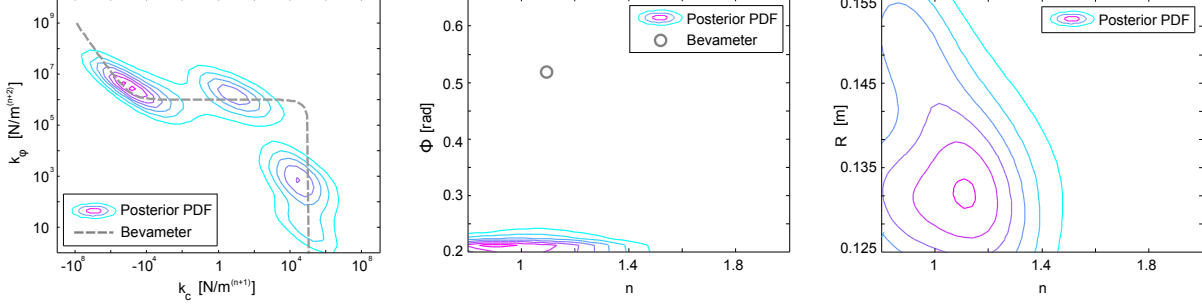 10⁹
10⁷
10⁵
10³
10
k_φ [N/m⁽ⁿ⁺²⁾]
Posterior PDF
Bevameter
-10⁸ -10⁴ 1 10⁴ 10⁸
k_c [N/m⁽ⁿ⁺¹⁾]
0.6
0.5
0.4
0.3
0.2
Φ [rad]
Posterior PDF
Bevameter
1 1.4 1.8
n
0.155
0.145
0.135
0.125
R [m]
Posterior PDF
1 1.4 1.8
n